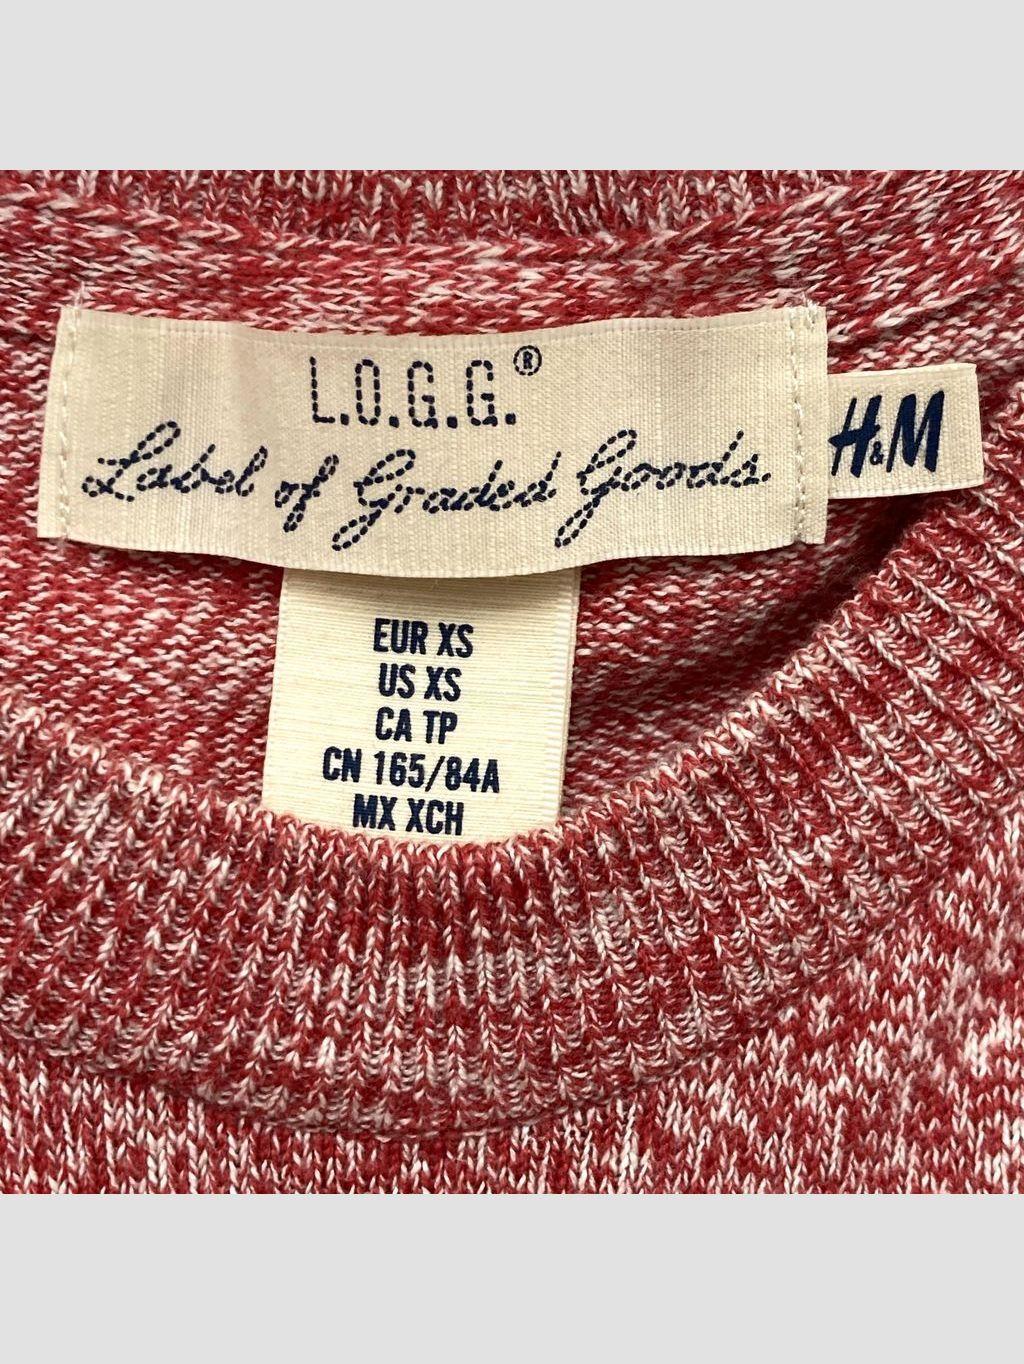 L.O.G.G.®
Label of Graded Goods.
H&M
EUR XS
US XS
CA TP
CN 165/84A
MX XCH